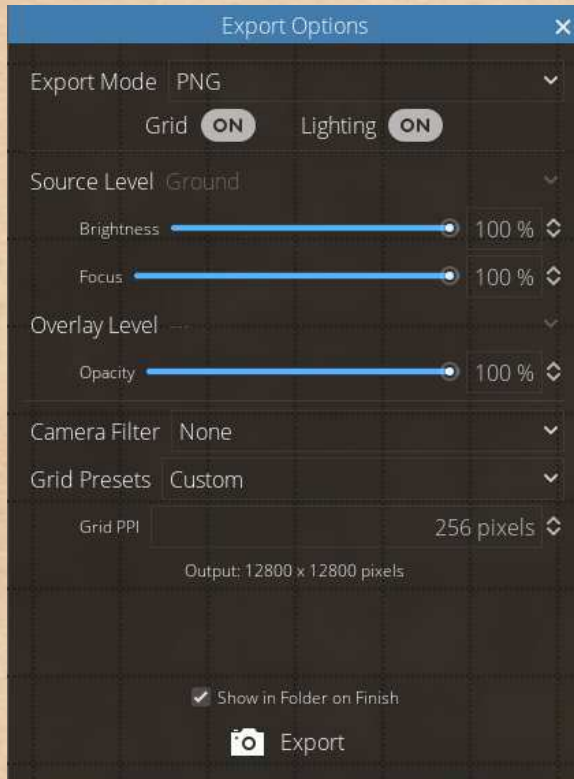 Export Options
Export Mode PNG
Grid ON Lighting ON
Source Level Ground
Brightness 100 %
Focus 100 %
Overlay Level ---
Opacity 100 %
Camera Filter None
Grid Presets Custom
Grid PPI 256 pixels
Output: 12800 x 12800 pixels
Show in Folder on Finish
Export